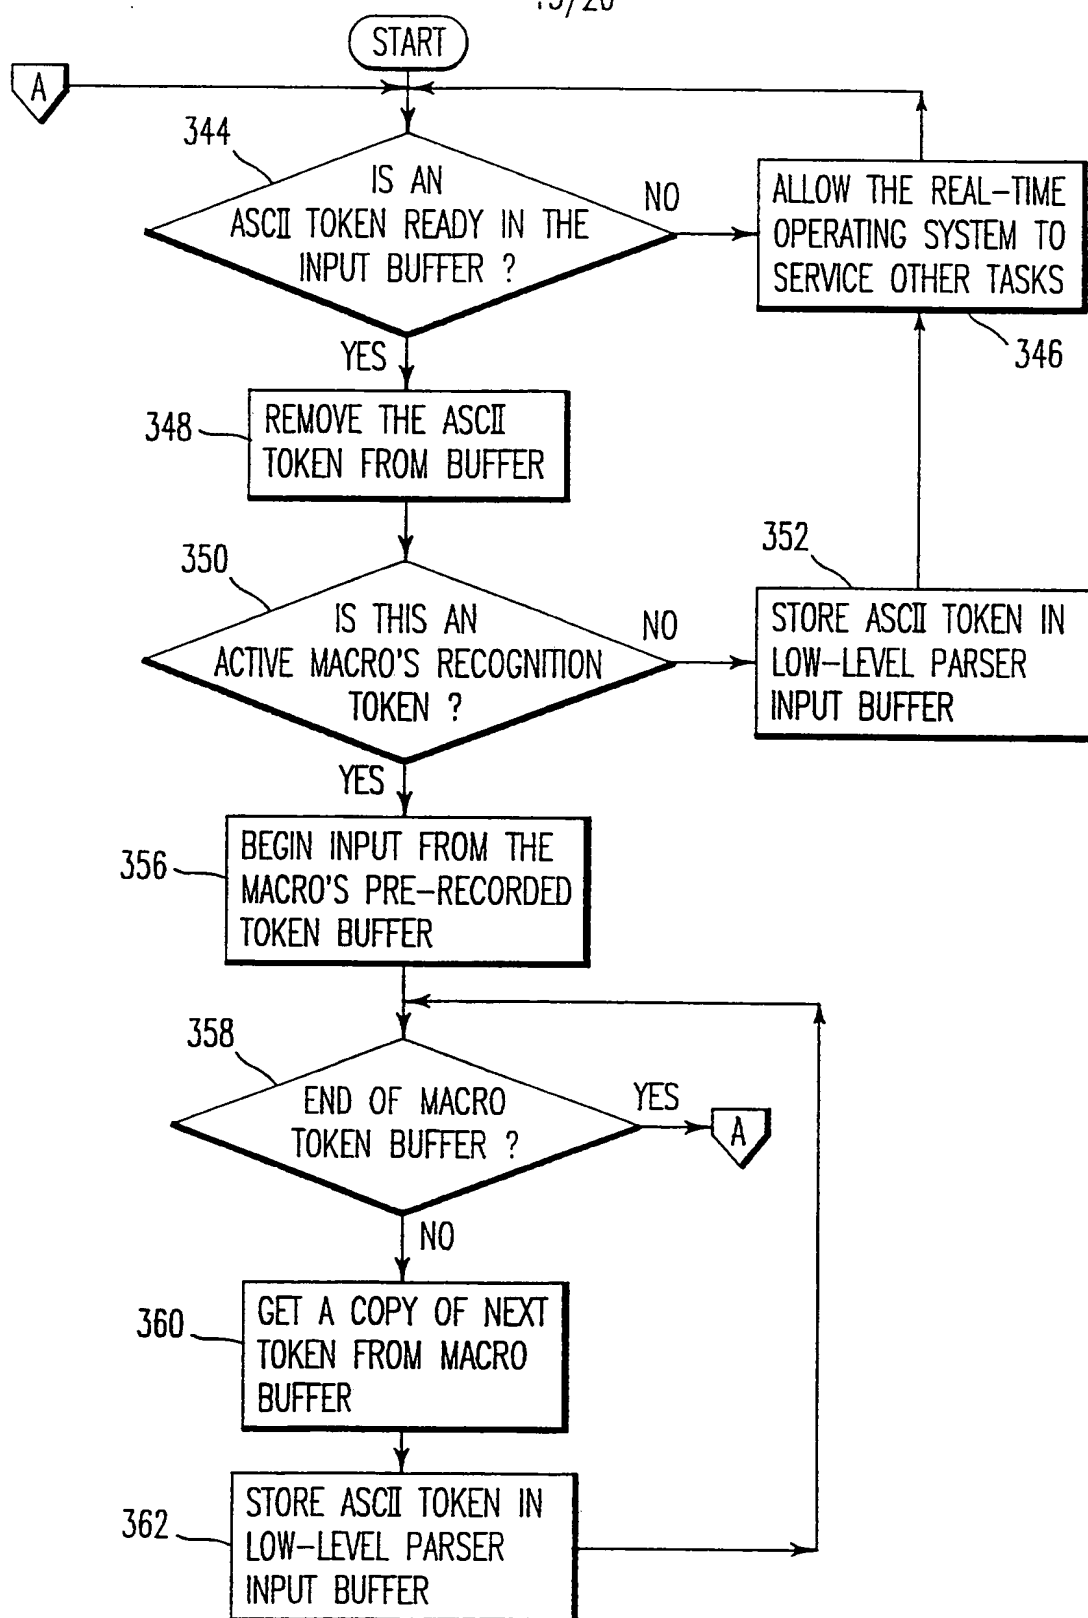 START
A
344
IS AN
ASCII TOKEN READY IN THE
INPUT BUFFER ?
NO
ALLOW THE REAL-TIME
OPERATING SYSTEM TO
SERVICE OTHER TASKS
346
YES
348
REMOVE THE ASCII
TOKEN FROM BUFFER
350
IS THIS AN
ACTIVE MACRO'S RECOGNITION
TOKEN ?
NO
352
STORE ASCII TOKEN IN
LOW-LEVEL PARSER
INPUT BUFFER
YES
356
BEGIN INPUT FROM THE
MACRO'S PRE-RECORDED
TOKEN BUFFER
358
END OF MACRO
TOKEN BUFFER ?
YES
A
NO
360
GET A COPY OF NEXT
TOKEN FROM MACRO
BUFFER
362
STORE ASCII TOKEN IN
LOW-LEVEL PARSER
INPUT BUFFER